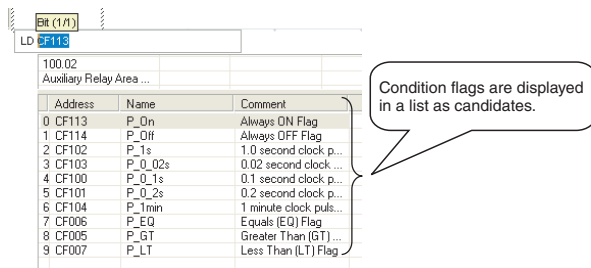 Bit (1/1)
LD CF113
100.02
Auxiliary Relay Area ...
Address Name Comment
0 CF113 P_On Always ON Flag
1 CF114 P_Off Always OFF Flag
2 CF102 P_1s 1.0 second clock p...
3 CF103 P_0_02s 0.02 second clock ...
4 CF100 P_0_1s 0.1 second clock p...
5 CF101 P_0_2s 0.2 second clock p...
6 CF104 P_1min 1 minute clock puls...
7 CF006 P_EQ Equals (EQ) Flag
8 CF005 P_GT Greater Than (GT) ...
9 CF007 P_LT Less Than (LT) Flag
Condition flags are displayed
in a list as candidates.